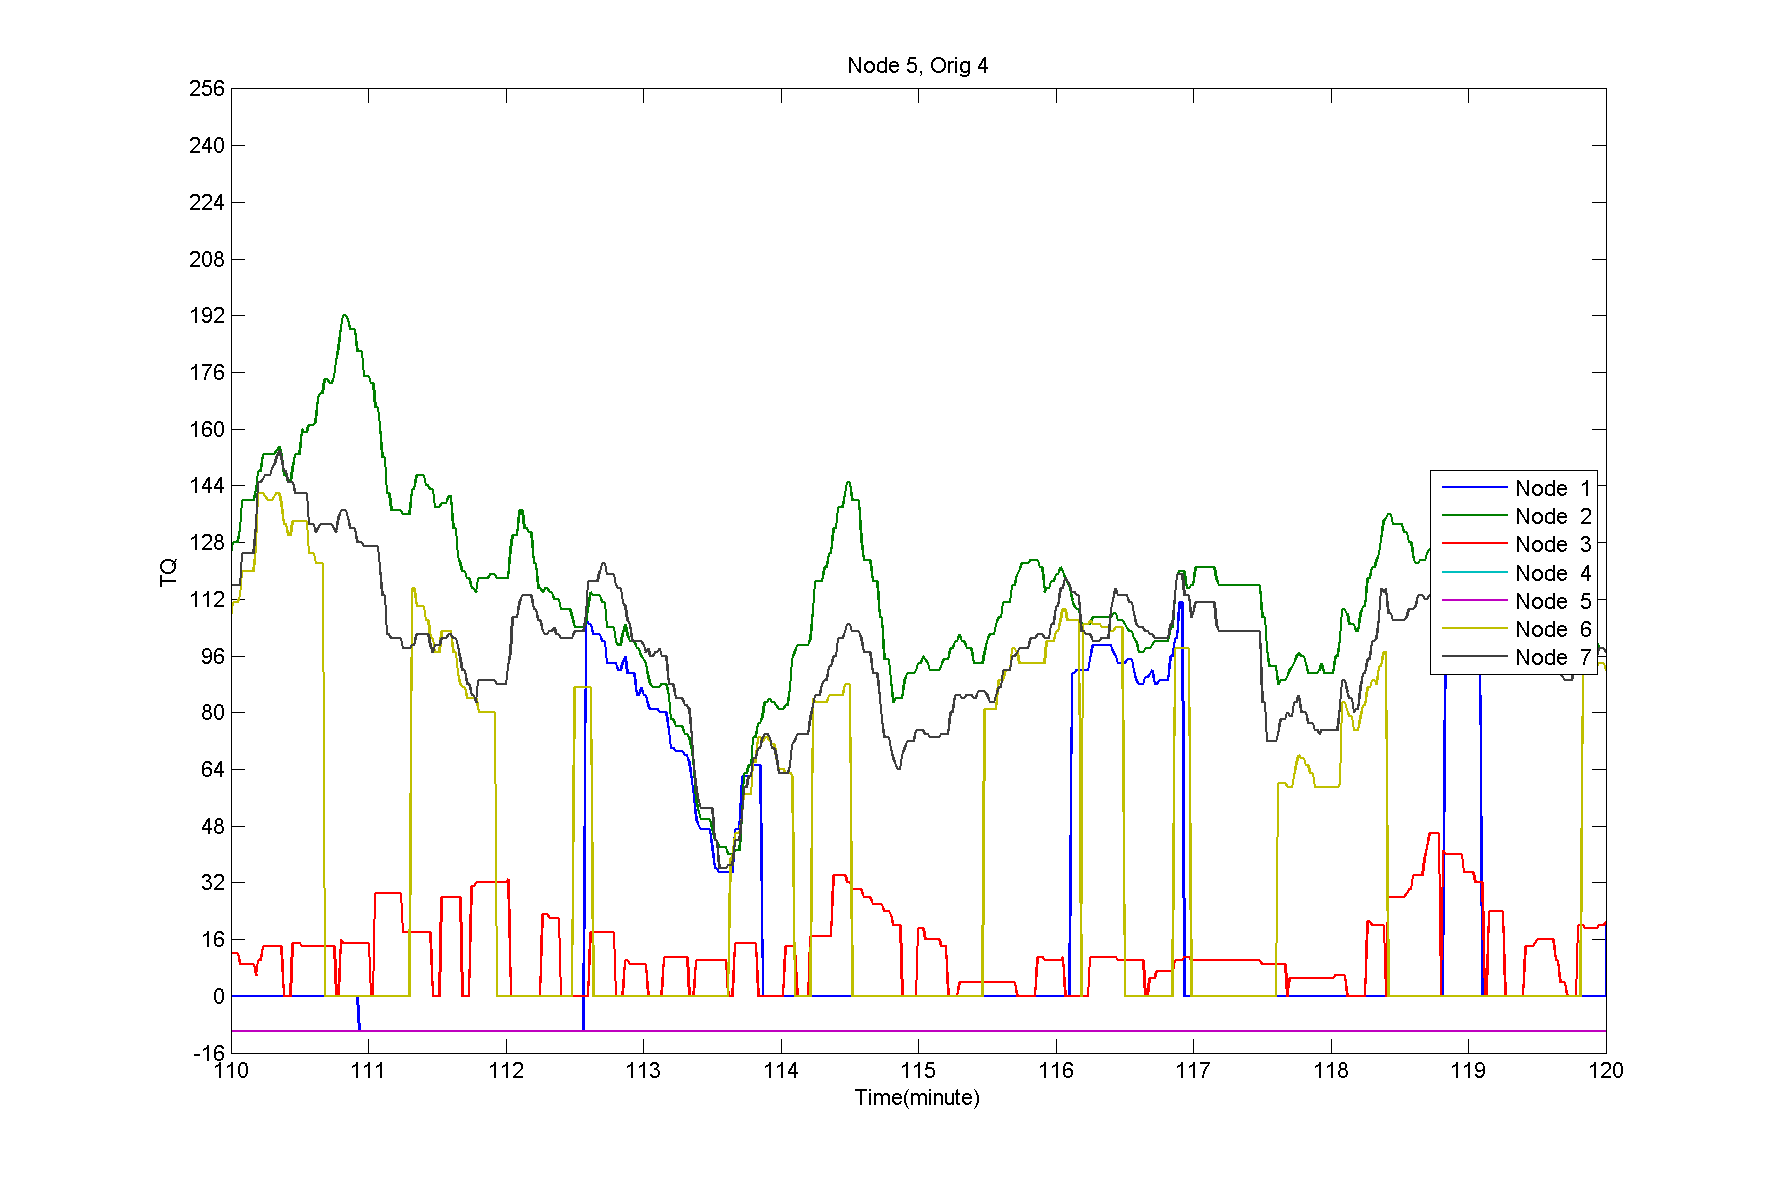 Node 5, Orig 4
256
240
224
208
192
176
160
144
128
112
96
80
64
48
32
16
0
-16
TQ
Node 1
Node 2
Node 3
Node 4
Node 5
Node 6
Node 7
110 111 112 113 114 115 116 117 118 119 120
Time(minute)